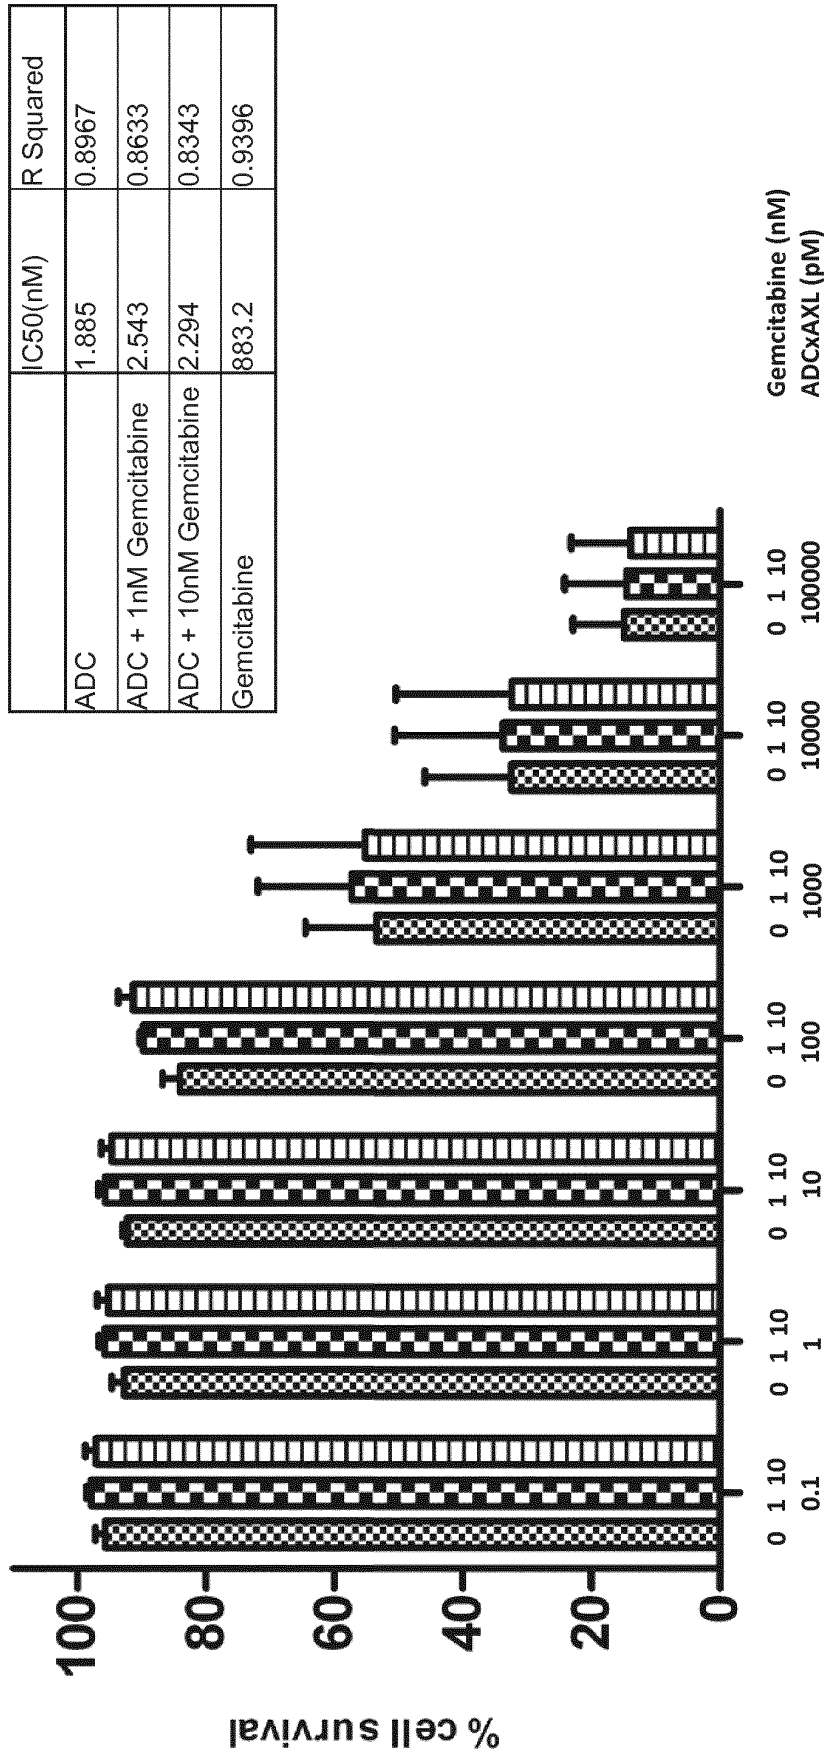 IC50(nM) R Squared
ADC 1.885 0.8967
ADC + 1nM Gemcitabine 2.543 0.8633
ADC + 10nM Gemcitabine 2.294 0.8343
Gemcitabine 883.2 0.9396
% cell survival
100
80
60
40
20
0
0 1 10 0 1 10 0 1 10 0 1 10 0 1 10 0 1 10 0 1 10 Gemcitabine (nM)
0.1 1 10 100 1000 10000 100000 ADCxAXL (pM)